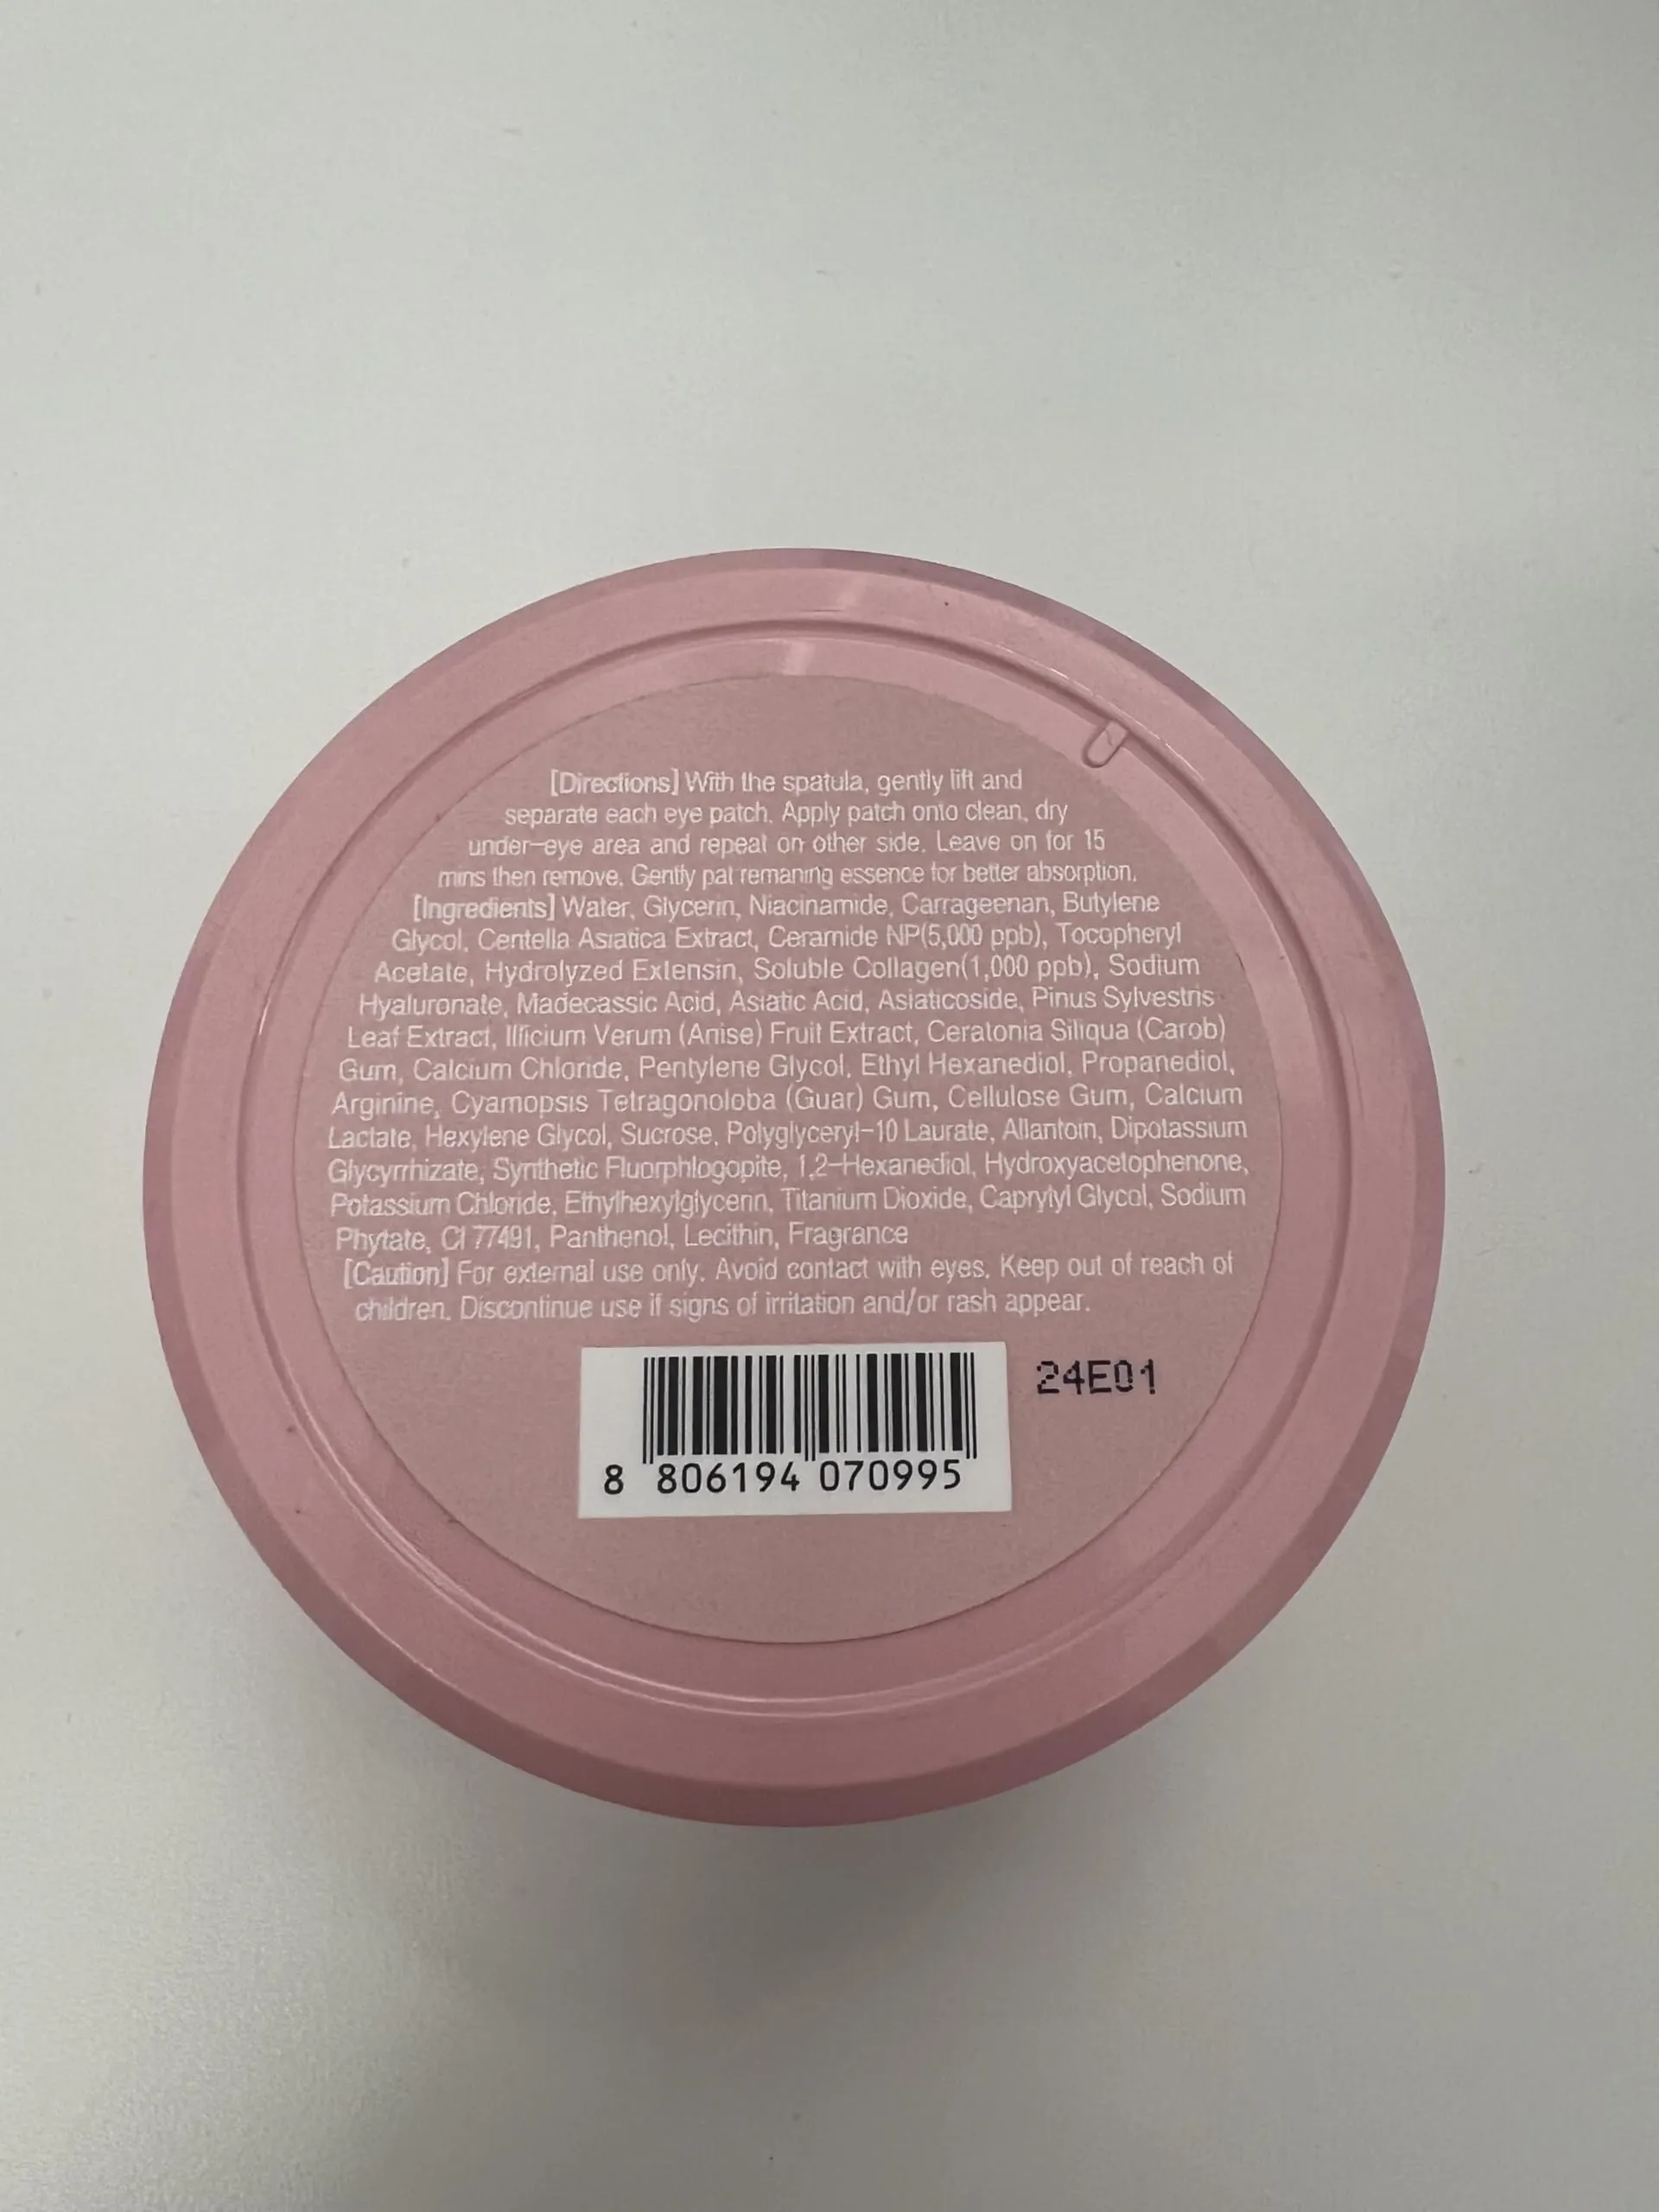 [Directions] With the spatula, gently lift and
separate each eye patch. Apply patch onto clean, dry
under-eye area and repeat on other side. Leave on for 15
mins then remove. Gently pat remaning essence for better absorption.
[Ingredients] Water, Glycerin, Niacinamide, Carrageenan, Butylene
Glycol, Centella Asiatica Extract, Ceramide NP(5,000 ppb), Tocopheryl
Acetate, Hydrolyzed Extensin, Soluble Collagen(1,000 ppb), Sodium
Hyaluronate, Madecassic Acid, Asiatic Acid, Asiaticoside, Pinus Sylvestris
Leaf Extract, Illicium Verum (Anise) Fruit Extract, Ceratonia Siliqua (Carob)
Gum, Calcium Chloride, Pentylene Glycol, Ethyl Hexanediol, Propanediol,
Arginine, Cyamopsis Tetragonoloba (Guar) Gum, Cellulose Gum, Calcium
Lactate, Hexylene Glycol, Sucrose, Polyglyceryl-10 Laurate, Allantoin, Dipotassium
Glycyrrhizate, Synthetic Fluorphlogopite, 1,2-Hexanediol, Hydroxyacetophenone,
Potassium Chloride, Ethylhexylglycerin, Titanium Dioxide, Caprylyl Glycol, Sodium
Phytate, CI 77491, Panthenol, Lecithin, Fragrance
[Caution] For external use only. Avoid contact with eyes. Keep out of reach of
children. Discontinue use if signs of irritation and/or rash appear.
24E01
8 806194 070995